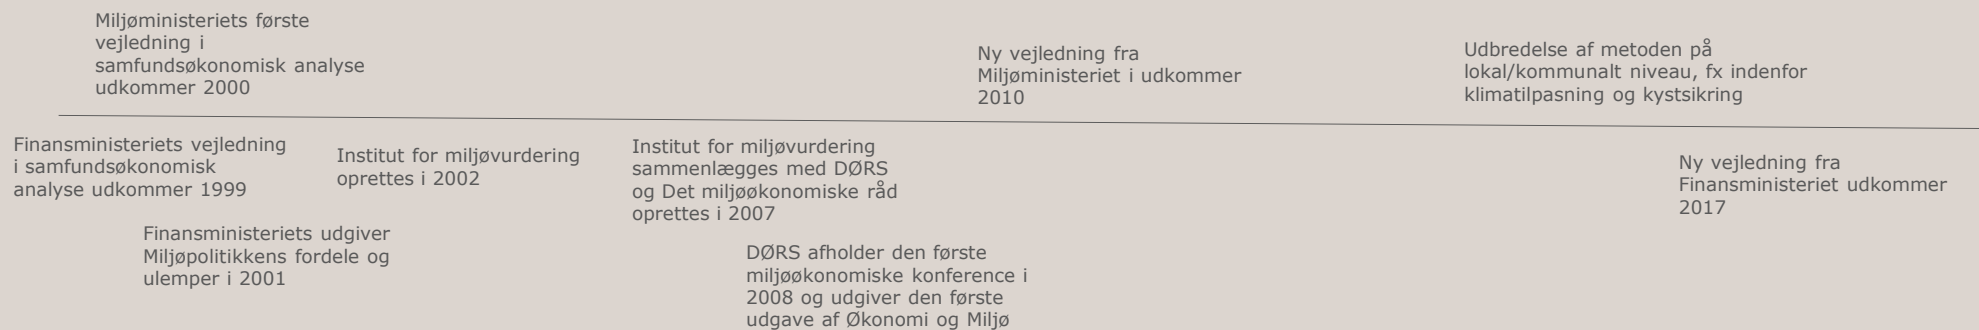 Miljøministeriets første
vejledning i
samfundsøkonomisk analyse
udkommer 2000
Ny vejledning fra
Miljøministeriet i udkommer
2010
Udbredelse af metoden på
lokal/kommunalt niveau, fx indenfor
klimatilpasning og kystsikring
Finansministeriets vejledning
i samfundsøkonomisk
analyse udkommer 1999
Institut for miljøvurdering
oprettes i 2002
Institut for miljøvurdering
sammenlægges med DØRS
og Det miljøøkonomiske råd
oprettes i 2007
Ny vejledning fra
Finansministeriet udkommer
2017
Finansministeriets udgiver
Miljøpolitikkens fordele og
ulemper i 2001
DØRS afholder den første
miljøøkonomiske konference i
2008 og udgiver den første
udgave af Økonomi og Miljø